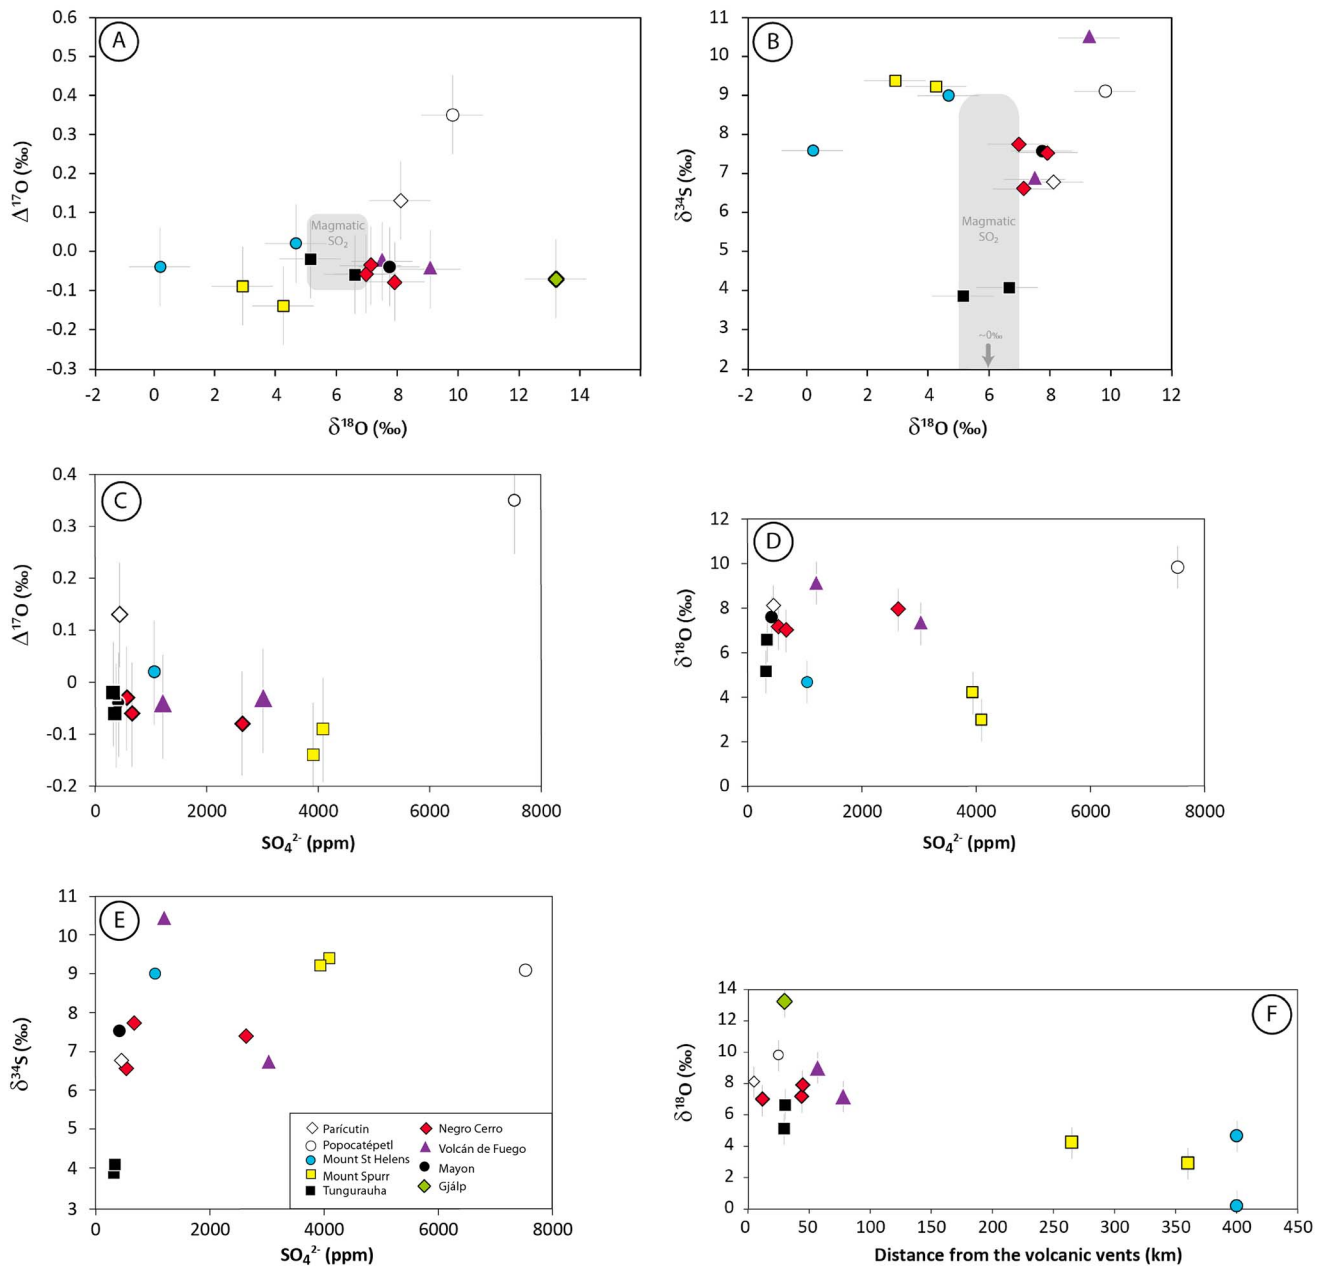 A
0.6
0.5
0.4
0.3
0.2
0.1
0.0
-0.1
-0.2
-0.3
Δ¹⁷O (‰)
Magmatic
SO₂
-2 0 2 4 6 8 10 12 14
δ¹⁸O (‰)
B
11
10
9
8
7
6
5
4
3
2
δ³⁴S (‰)
Magmatic
SO₂
~0‰
-2 0 2 4 6 8 10 12
δ¹⁸O (‰)
C
0.4
0.3
0.2
0.1
0
-0.1
-0.2
Δ¹⁷O (‰)
0 2000 4000 6000 8000
SO₄²⁻ (ppm)
D
12
10
8
6
4
2
0
δ¹⁸O (‰)
0 2000 4000 6000 8000
SO₄²⁻ (ppm)
E
11
10
9
8
7
6
5
4
3
δ³⁴S (‰)
Parícutin
Popocatépetl
Mount St Helens
Mount Spurr
Tungurauha
Negro Cerro
Volcán de Fuego
Mayon
Gjálp
0 2000 4000 6000 8000
SO₄²⁻ (ppm)
F
14
12
10
8
6
4
2
0
δ¹⁸O (‰)
0 50 100 150 200 250 300 350 400 450
Distance from the volcanic vents (km)